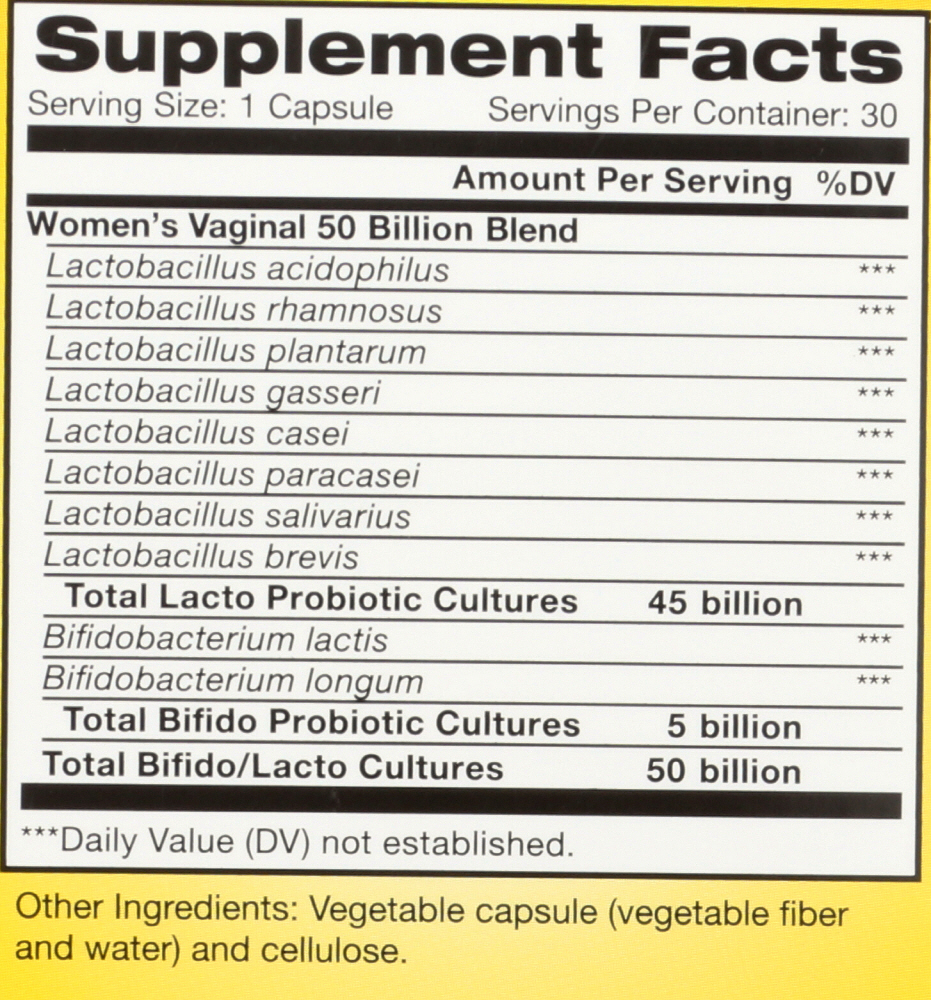 Supplement Facts
Serving Size: 1 Capsule Servings Per Container: 30
Amount Per Serving %DV
Women's Vaginal 50 Billion Blend
Lactobacillus acidophilus ***
Lactobacillus rhamnosus ***
Lactobacillus plantarum ***
Lactobacillus gasseri ***
Lactobacillus casei ***
Lactobacillus paracasei ***
Lactobacillus salivarius ***
Lactobacillus brevis ***
Total Lacto Probiotic Cultures 45 billion
Bifidobacterium lactis ***
Bifidobacterium longum ***
Total Bifido Probiotic Cultures 5 billion
Total Bifido/Lacto Cultures 50 billion
***Daily Value (DV) not established.
Other Ingredients: Vegetable capsule (vegetable fiber
and water) and cellulose.